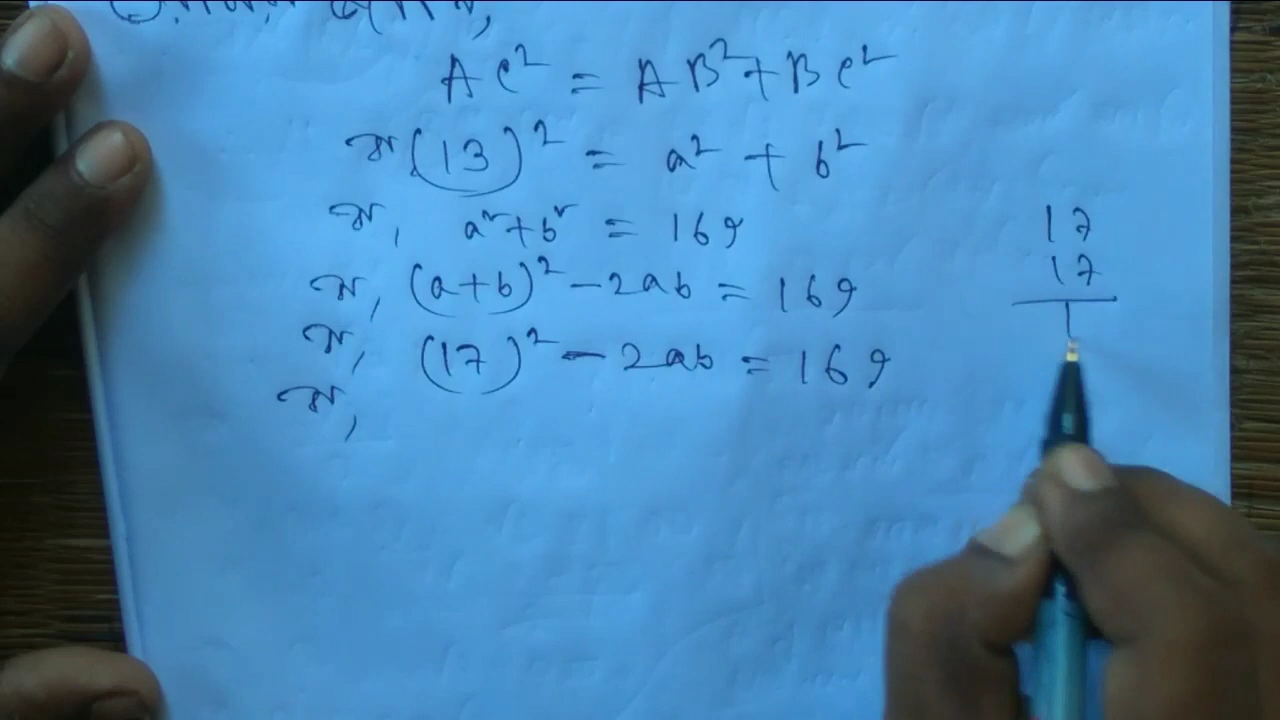 AC² = AB² + BC²
বা (13)² = a² + b²
বা, a² + b² = 169
বা, (a+b)² - 2ab = 169
বা, (17)² - 2ab = 169
বা,
17
17
1